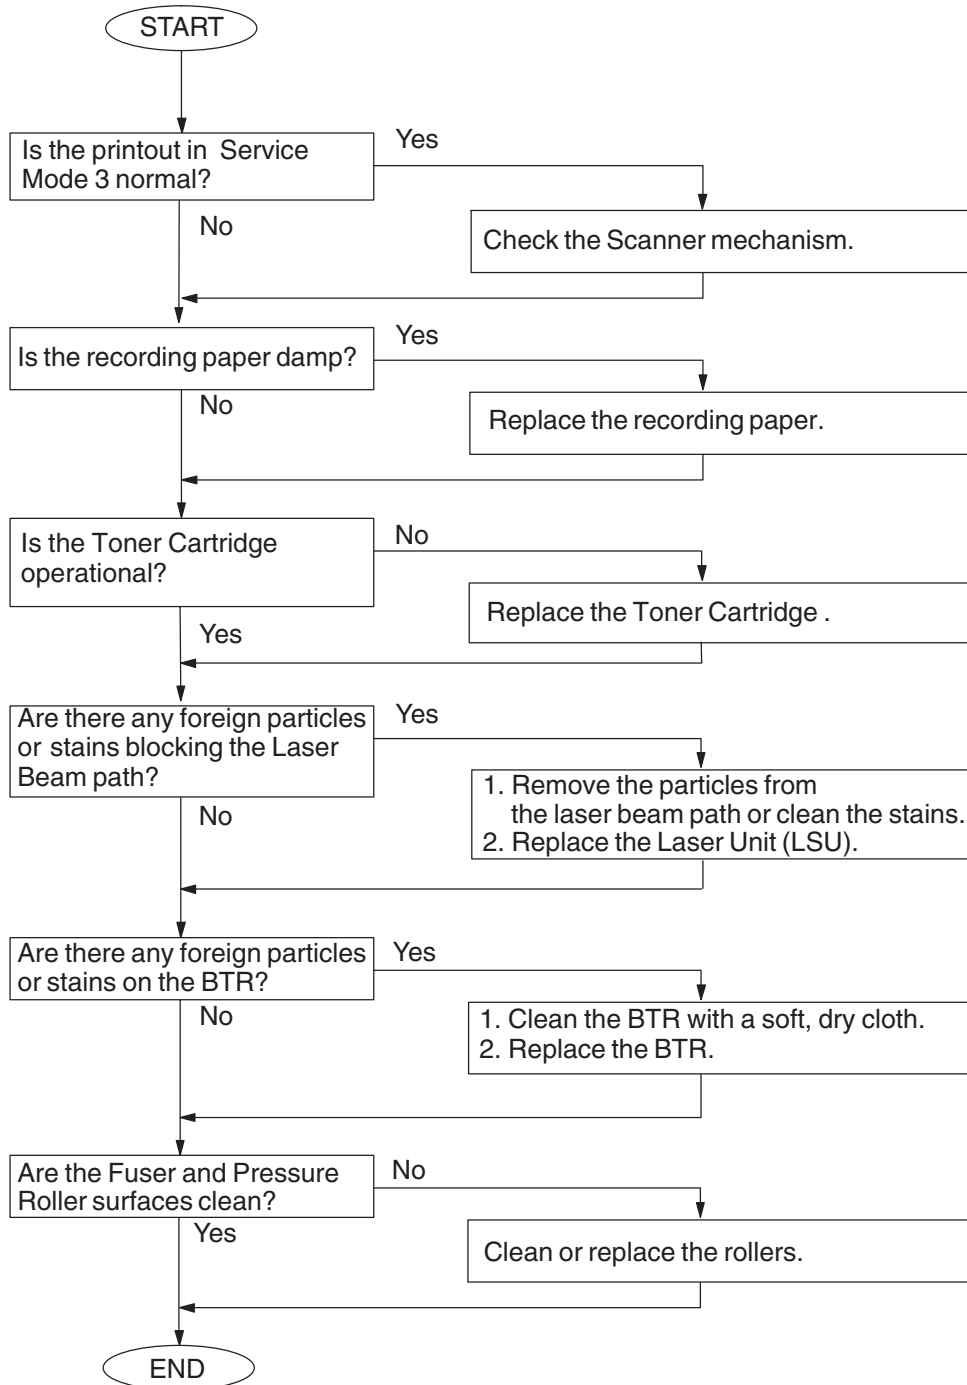 START
Is the printout in Service
Mode 3 normal?
Yes
No
Check the Scanner mechanism.
Is the recording paper damp?
Yes
No
Replace the recording paper.
Is the Toner Cartridge
operational?
No
Yes
Replace the Toner Cartridge .
Are there any foreign particles
or stains blocking the Laser
Beam path?
Yes
No
1. Remove the particles from
the laser beam path or clean the stains.
2. Replace the Laser Unit (LSU).
Are there any foreign particles
or stains on the BTR?
Yes
No
1. Clean the BTR with a soft, dry cloth.
2. Replace the BTR.
Are the Fuser and Pressure
Roller surfaces clean?
No
Yes
Clean or replace the rollers.
END